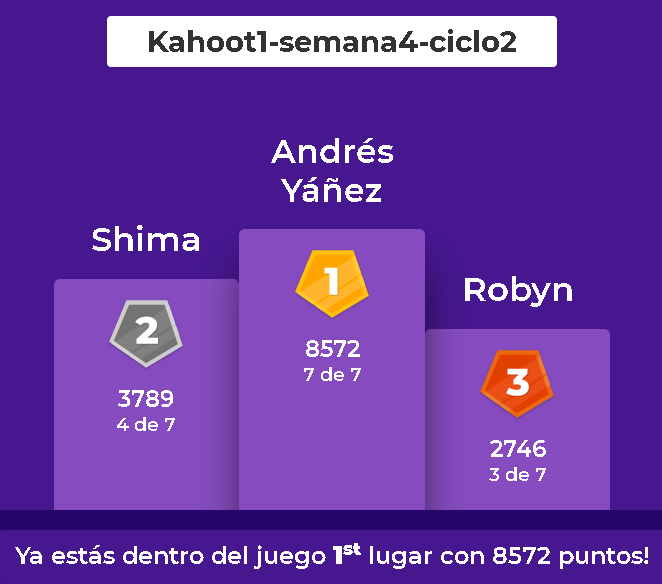 Kahoot1-semana4-ciclo2
Andrés
Yáñez
1
8572
7 de 7
Shima
2
3789
4 de 7
Robyn
3
2746
3 de 7
Ya estás dentro del juego 1st lugar con 8572 puntos!